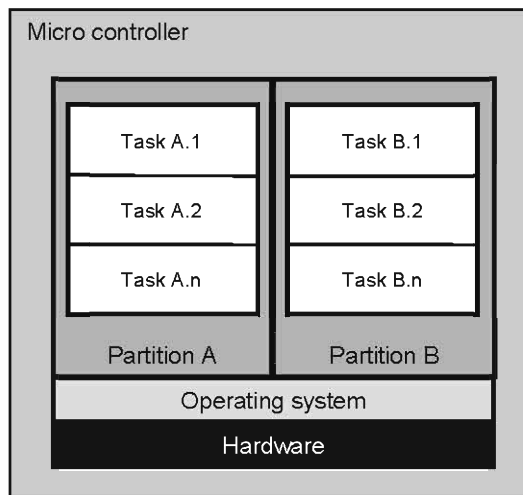 Micro controller
Task A.1
Task A.2
Task A.n
Partition A
Task B.1
Task B.2
Task B.n
Partition B
Operating system
Hardware